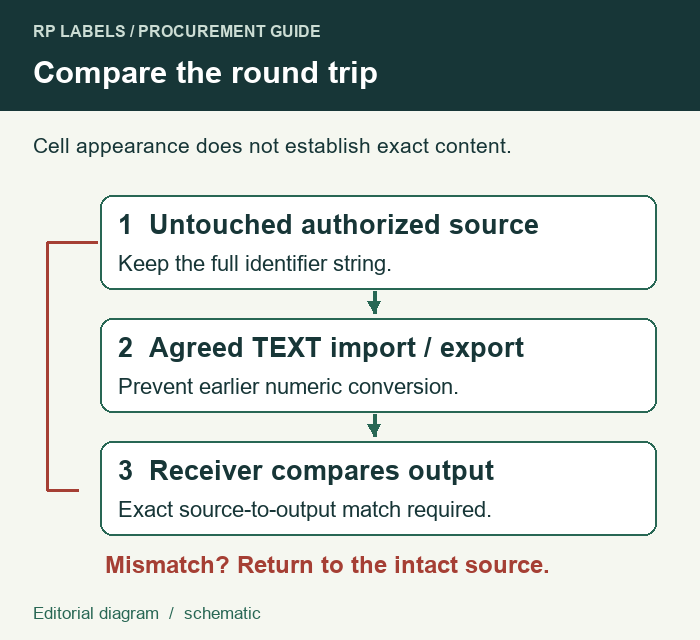 RP LABELS / PROCUREMENT GUIDE
Compare the round trip
Cell appearance does not establish exact content.
1 Untouched authorized source
Keep the full identifier string.
2 Agreed TEXT import / export
Prevent earlier numeric conversion.
3 Receiver compares output
Exact source-to-output match required.
Mismatch? Return to the intact source.
Editorial diagram / schematic